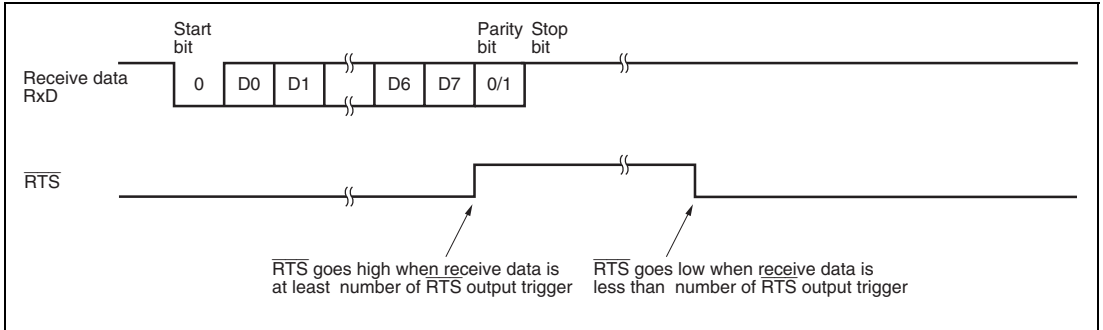 Start bit
Parity bit
Stop bit
Receive data RxD
0 D0 D1 D6 D7 0/1
RTS
RTS goes high when receive data is
at least number of RTS output trigger
RTS goes low when receive data is
less than number of RTS output trigger